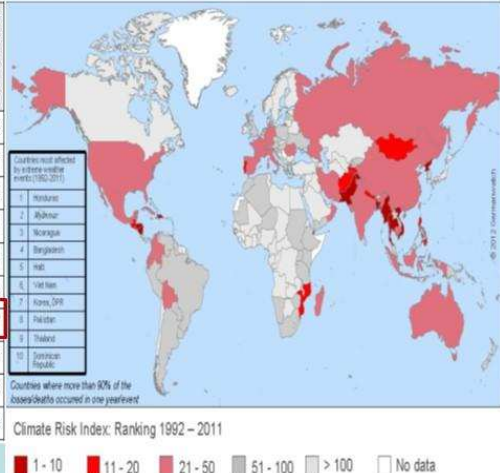 Countries most affected
by extreme weather
events (1992-2011)
1 Honduras
2 Myanmar
3 Nicaragua
4 Bangladesh
5 Haiti
6, Viet Nam
7 Korea, DPR
8 Pakistan
9 Thailand
10 Dominican
Republic
Countries where more than 90% of the
losses/deaths occured in one year/event
© 2012 Germanwatch
Climate Risk Index: Ranking 1992 – 2011
1 - 10 11 - 20 21 - 50 51 - 100 > 100 No data